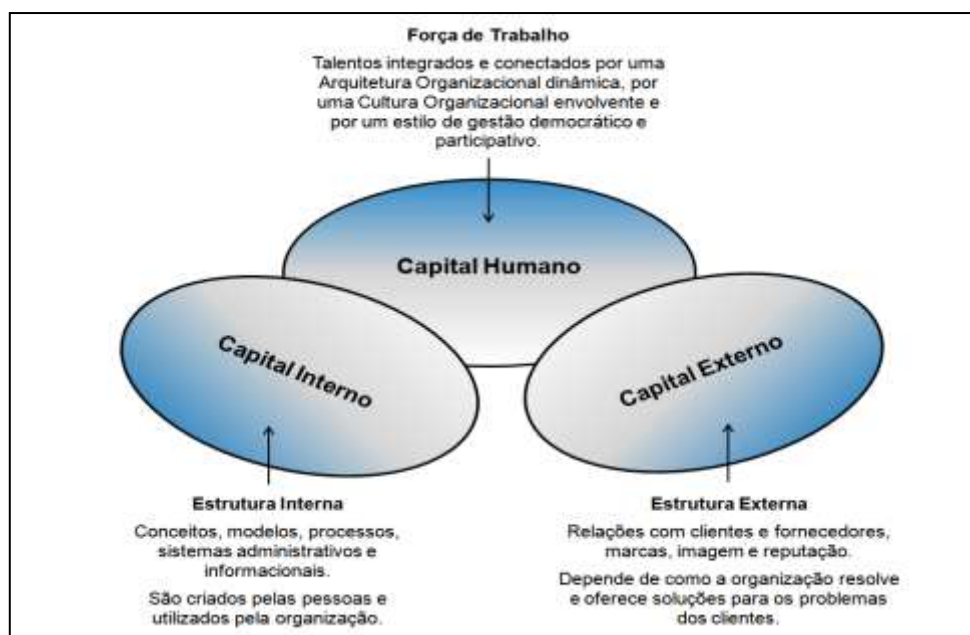 Força de Trabalho
Talentos integrados e conectados por uma
Arquitetura Organizacional dinâmica, por
uma Cultura Organizacional envolvente e
por um estilo de gestão democrático e
participativo.
Capital Humano
Capital Interno
Capital Externo
Estrutura Interna
Conceitos, modelos, processos,
sistemas administrativos e
informacionais.
São criados pelas pessoas e
utilizados pela organização.
Estrutura Externa
Relações com clientes e fornecedores,
marcas, imagem e reputação.
Depende de como a organização resolve
e oferece soluções para os problemas
dos clientes.